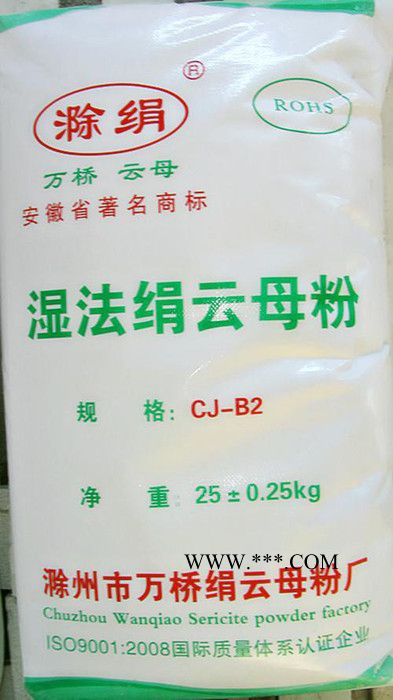 ®
滁绢
ROHS
万桥 云母
安徽省著名商标
湿法绢云母粉
规 格: CJ-B2
净 重: 25±0.25kg
WWW.***.COM
滁州市万桥绢云母粉厂
Chuzhou Wanqiao Sericite powder factory
ISO9001:2008国际质量体系认证企业